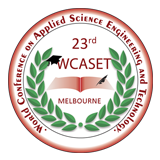 World Conference on Applied Science Engineering and Technology.
23rd
WCASET
MELBOURNE